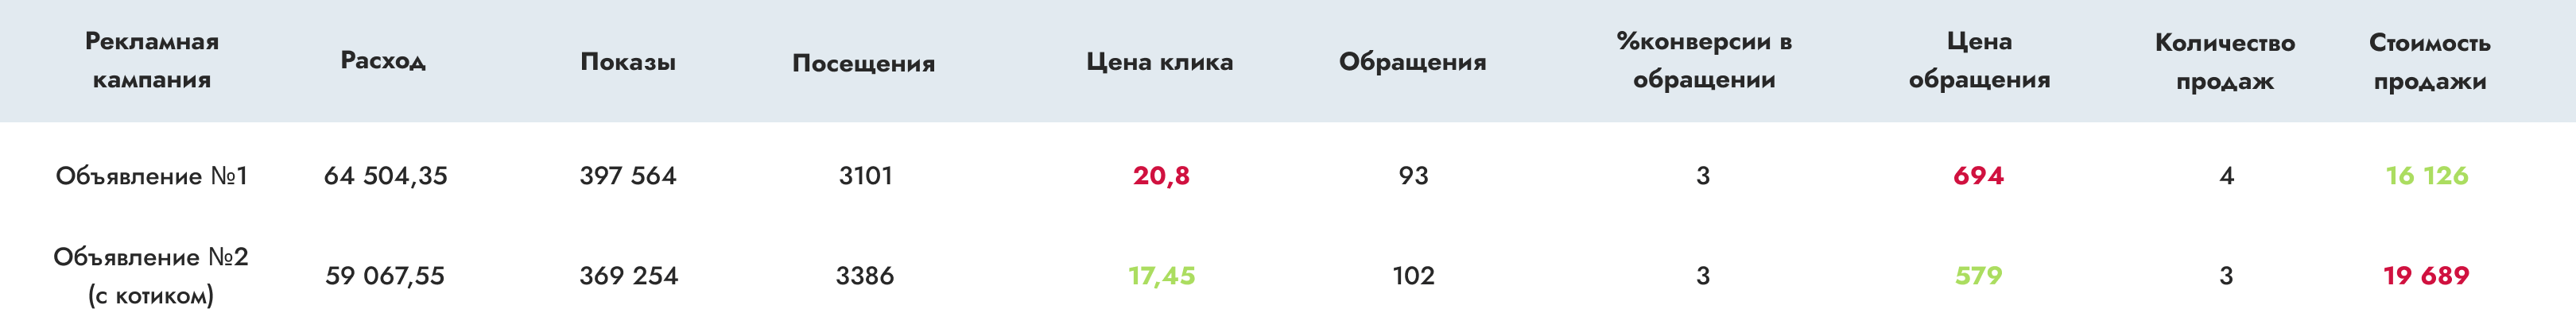 Рекламная кампания Расход Показы Посещения Цена клика Обращения %конверсии в обращении Цена обращения Количество продаж Стоимость продажи
Объявление №1 64 504,35 397 564 3101 20,8 93 3 694 4 16 126
Объявление №2 (с котиком) 59 067,55 369 254 3386 17,45 102 3 579 3 19 689